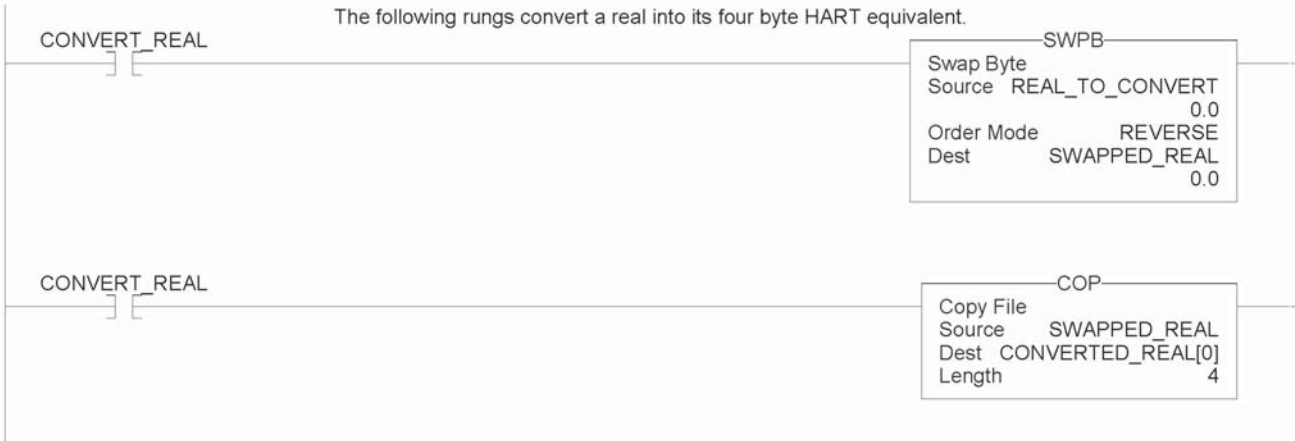 The following rungs convert a real into its four byte HART equivalent.
CONVERT_REAL
SWPB
Swap Byte
Source REAL_TO_CONVERT
0.0
Order Mode REVERSE
Dest SWAPPED_REAL
0.0
CONVERT_REAL
COP
Copy File
Source SWAPPED_REAL
Dest CONVERTED_REAL[0]
Length 4